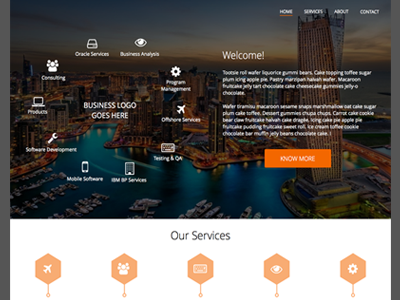 HOME SERVICES ABOUT CONTACT
Oracle Services
Business Analysis
Consulting
Program
Management
Products
BUSINESS LOGO
GOES HERE
Offshore Services
Software Development
Testing & QA
Mobile Software
IBM BP Services
Welcome!
Tootsie roll wafer liquorice gummi bears. Cake topping toffee sugar
plum icing cake pie apple pie. Pastry marzipan halvah wafer. Macaroon
fruitcake jelly tart chocolate cake cheesecake gummies jelly-o
chocolate.
Wafer tiramisu macaroon sesame snaps marshmallow oat cake sugar
plum cake toffee. Dessert gummies chupa chups. Carrot cake cookie
bear claw fruitcake halvah cake dragée. Icing cake pie apple pie
fruitcake pudding fruitcake sweet roll. Ice cream toffee cookie
chocolate bar muffin jelly beans chocolate cake.
KNOW MORE
Our Services